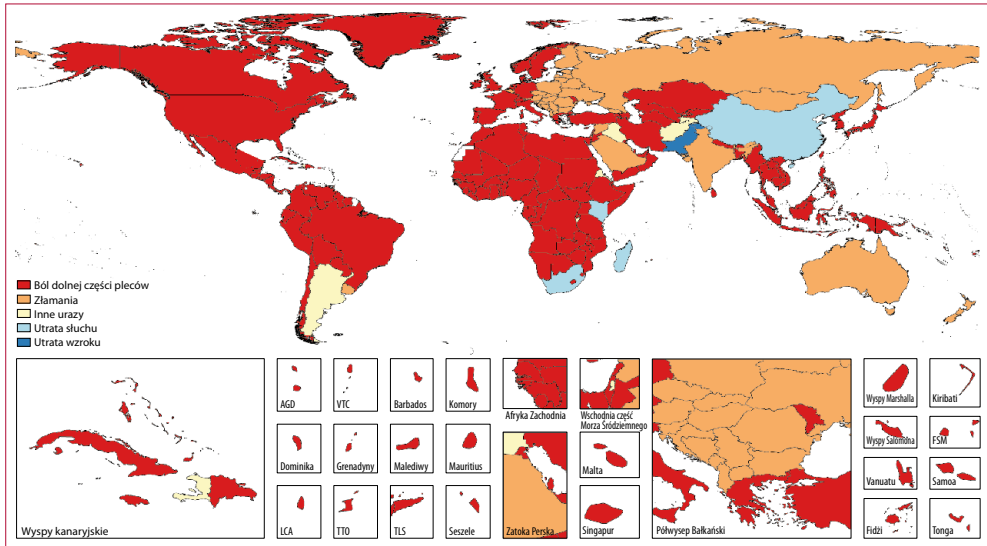 Ból dolnej części pleców
Złamania
Inne urazy
Utrata słuchu
Utrata wzroku
Wyspy kanaryjskie
AGD
VTC
Barbados
Komory
Dominika
Grenadyny
Malediwy
Mauritius
LCA
TTO
TLS
Seszele
Afryka Zachodnia
Wschodnia część
Morza Śródziemnego
Zatoka Perska
Malta
Singapur
Półwysep Bałkański
Wyspy Marshalla
Kiribati
Wyspy Salomona
FSM
Vanuatu
Samoa
Fidżi
Tonga